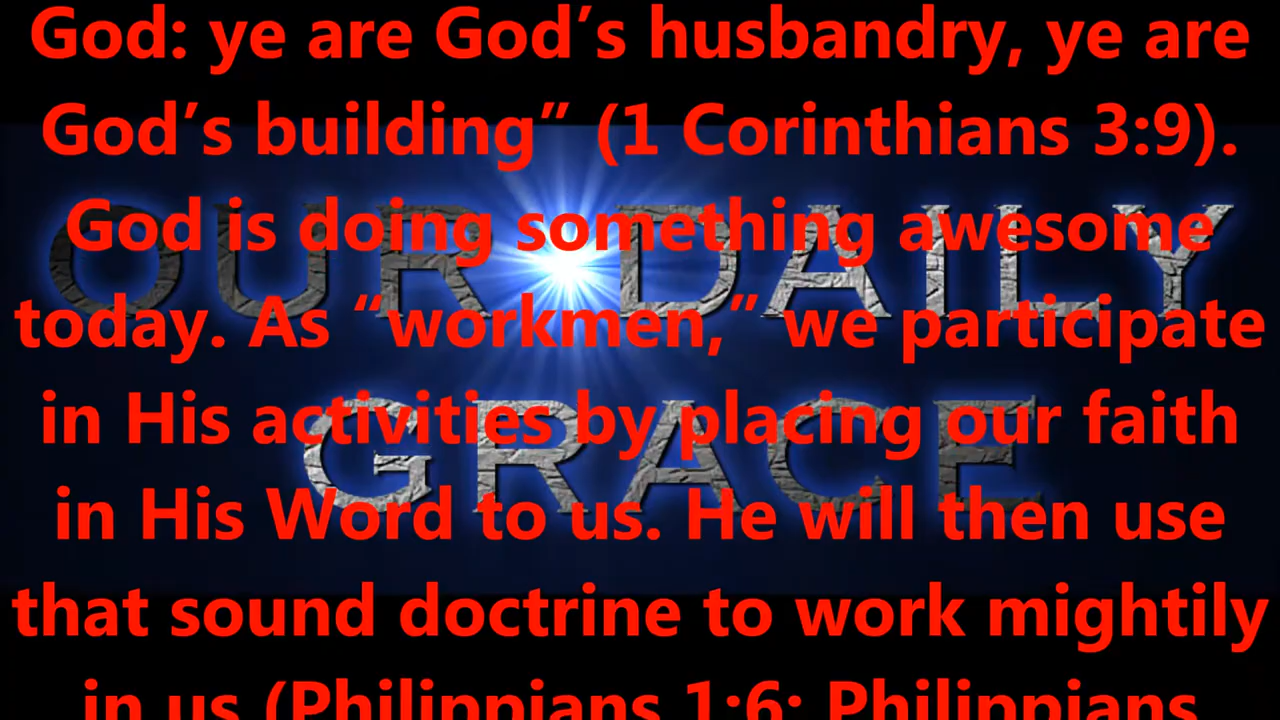 God: ye are God’s husbandry, ye are
God’s building” (1 Corinthians 3:9).
God is doing something awesome
today. As “workmen,” we participate
in His activities by placing our faith
in His Word to us. He will then use
that sound doctrine to work mightily
in us (Philippians 1:6; Philippians
OUR DAILY
GRACE